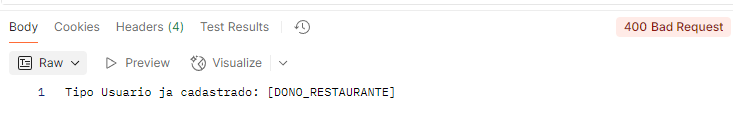 Body Cookies Headers (4) Test Results 400 Bad Request
Raw Preview Visualize
1 Tipo Usuario ja cadastrado: [DONO_RESTAURANTE]